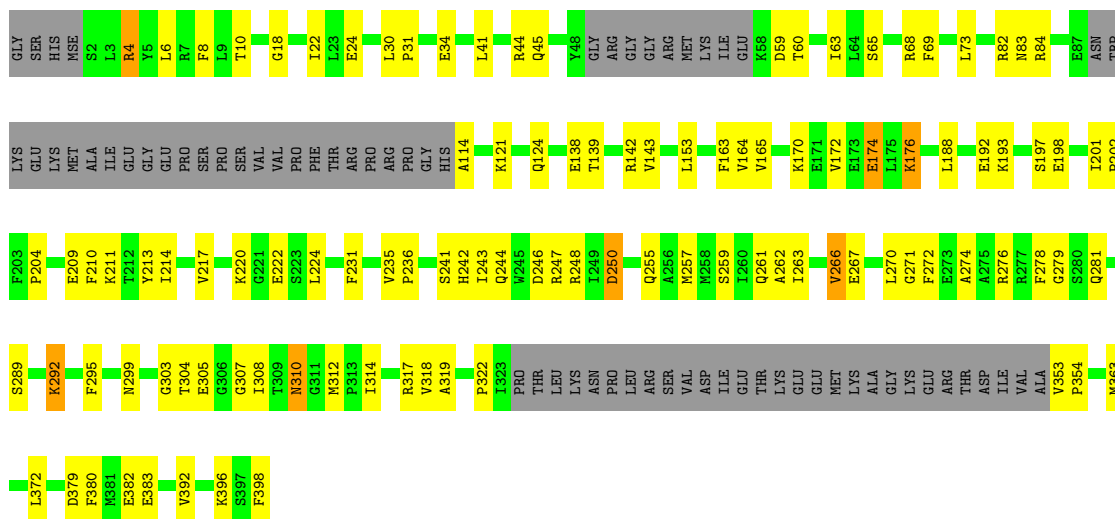 GLY SER HIS MSE S2 L3 R4 Y5 L6 R7 F8 L9 T10 G18 I22 L23 E24 L30 P31 E34 L41 R44 Q45 Y48 GLY ARG GLY GLY ARG MET LYS ILE GLU K58 D59 T60 I63 L64 S65 R68 F69 L73 R82 N83 R84 E87 ASN TRP
LYS GLU LYS MET ALA ILE GLU GLY GLU PRO SER PRO SER VAL VAL PRO PHE THR ARG PRO ARG PRO GLY HIS A114 K121 Q124 E138 T139 R142 V143 L153 F163 V164 V165 K170 E171 V172 E173 E174 L175 K176 L188 E192 K193 S197 E198 I201 P202
F203 P204 E209 F210 K211 T212 Y213 I214 V217 K220 G221 E222 S223 L224 F231 V235 P236 S241 H242 I243 Q244 W245 D246 R247 R248 I249 D250 Q255 A256 M257 M258 S259 I260 Q261 A262 I263 V266 E267 L270 G271 F272 E273 A274 A275 R276 R277 F278 G279 S280 Q281
S289 K292 F295 N299 G303 T304 E305 G306 G307 I308 T309 N310 G311 M312 P313 I314 R317 V318 A319 P322 I323 PRO THR LEU LYS ASN PRO LEU ARG SER VAL ASP ILE GLU THR LYS GLU GLU MET LYS ALA GLY LYS GLU ARG THR ASP ILE VAL ALA V353 P354 M363
L372 D379 F380 M381 E382 E383 V392 K396 S397 F398